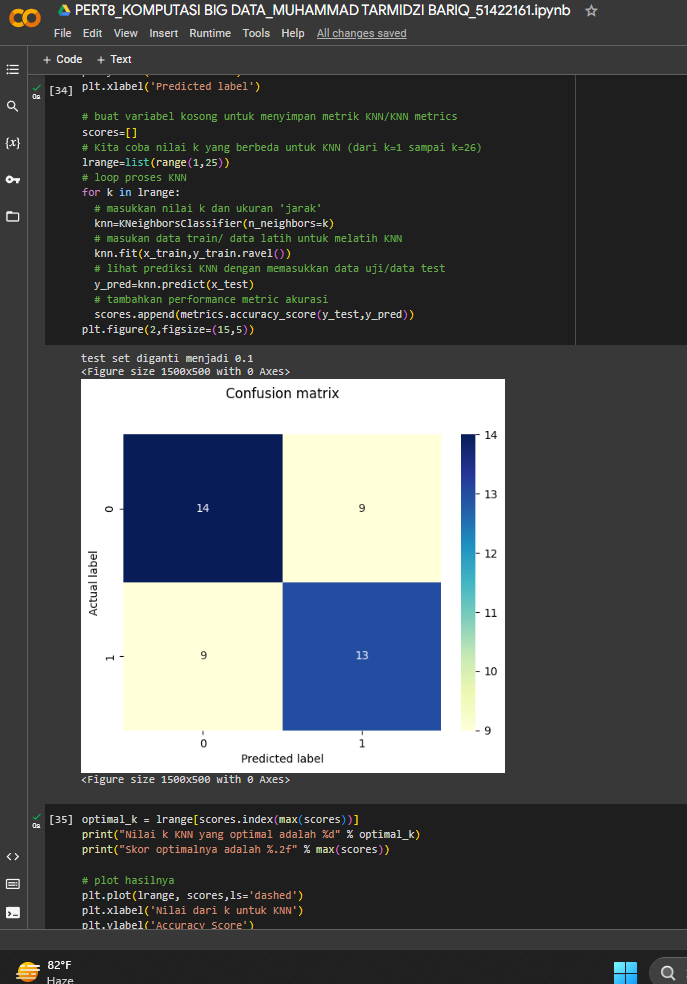 PERT8_KOMPUTASI BIG DATA_MUHAMMAD TARMIDZI BARIQ_51422161.ipynb
File Edit View Insert Runtime Tools Help All changes saved
+ Code + Text
0s
[34] plt.xlabel('Predicted label')
# buat variabel kosong untuk menyimpan metrik KNN/KNN metrics
scores=[]
# Kita coba nilai k yang berbeda untuk KNN (dari k=1 sampai k=26)
lrange=list(range(1,25))
# loop proses KNN
for k in lrange:
# masukkan nilai k dan ukuran 'jarak'
knn=KNeighborsClassifier(n_neighbors=k)
# masukan data train/ data latih untuk melatih KNN
knn.fit(x_train,y_train.ravel())
# lihat prediksi KNN dengan memasukkan data uji/data test
y_pred=knn.predict(x_test)
# tambahkan performance metric akurasi
scores.append(metrics.accuracy_score(y_test,y_pred))
plt.figure(2,figsize=(15,5))
test set diganti menjadi 0.1
<Figure size 1500x500 with 0 Axes>
Confusion matrix
14
13
12
11
10
9
Actual label
0
1
14 9
9 13
0 1
Predicted label
<Figure size 1500x500 with 0 Axes>
0s
[35] optimal_k = lrange[scores.index(max(scores))]
print("Nilai k KNN yang optimal adalah %d" % optimal_k)
print("Skor optimalnya adalah %.2f" % max(scores))
# plot hasilnya
plt.plot(lrange, scores,ls='dashed')
plt.xlabel('Nilai dari k untuk KNN')
plt.ylabel('Accuracy Score')
82°F
Haze